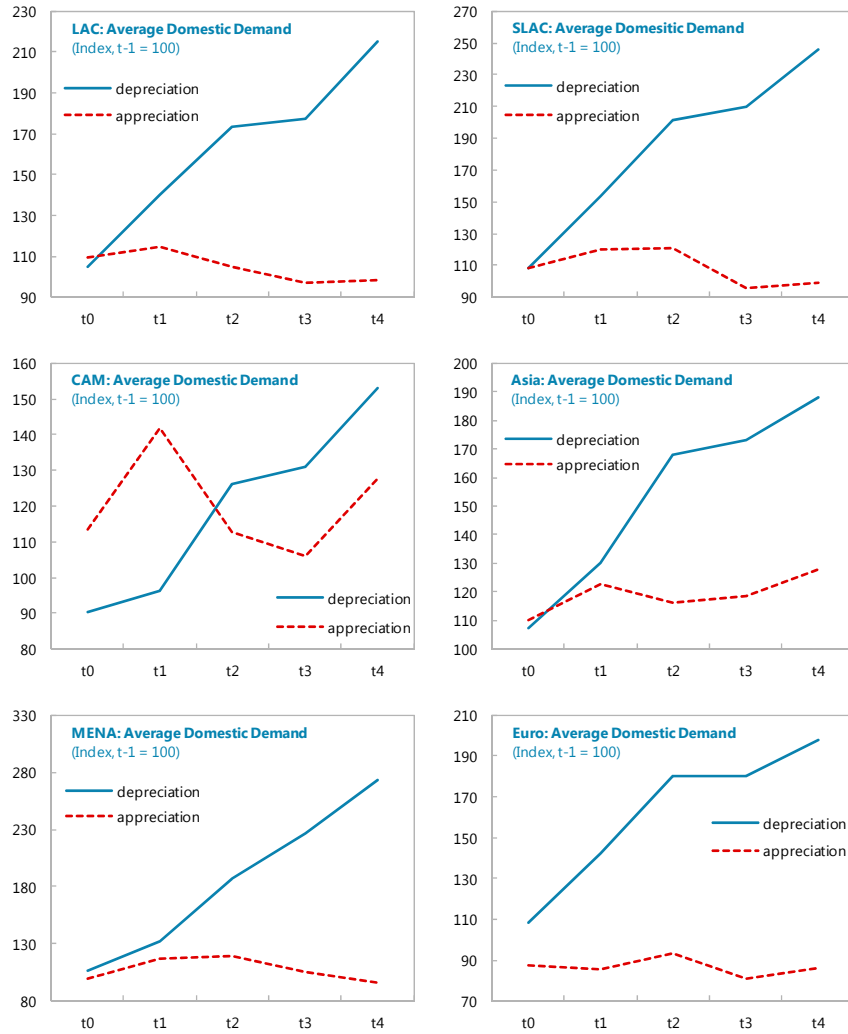 LAC: Average Domestic Demand
(Index, t-1 = 100)
depreciation
appreciation
230
210
190
170
150
130
110
90
t0 t1 t2 t3 t4
SLAC: Average Domesitic Demand
(Index, t-1 = 100)
depreciation
appreciation
270
250
230
210
190
170
150
130
110
90
t0 t1 t2 t3 t4
CAM: Average Domestic Demand
(Index, t-1 = 100)
depreciation
appreciation
160
150
140
130
120
110
100
90
80
t0 t1 t2 t3 t4
Asia: Average Domestic Demand
(Index, t-1 = 100)
depreciation
appreciation
200
190
180
170
160
150
140
130
120
110
100
t0 t1 t2 t3 t4
MENA: Average Domestic Demand
(Index, t-1 = 100)
depreciation
appreciation
330
280
230
180
130
80
t0 t1 t2 t3 t4
Euro: Average Domestic Demand
(Index, t-1 = 100)
depreciation
appreciation
210
190
170
150
130
110
90
70
t0 t1 t2 t3 t4